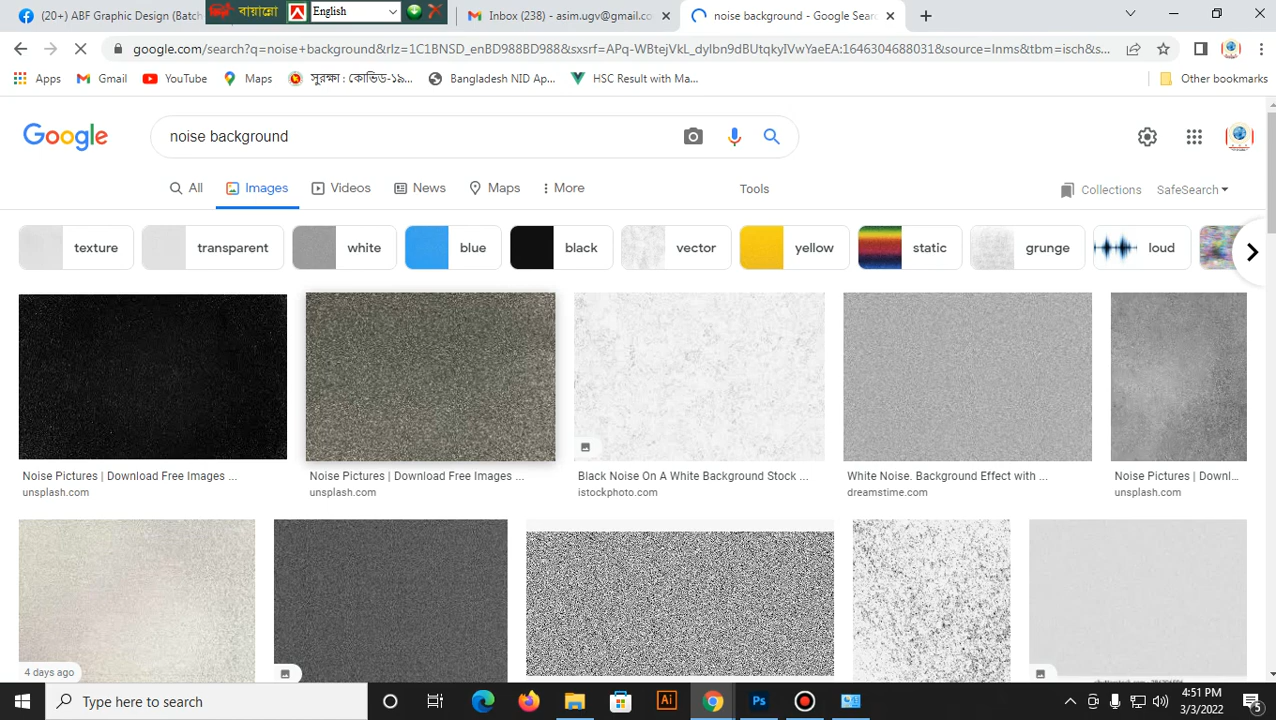 (20+) ABF Graphic Design (Batch
বায়ান্নো
English
Inbox (236) - asim.ugv@gmail.co
noise background - Google Sear
google.com/search?q=noise+background&rlz=1C1BNSD_enBD988BD988&sxsrf=APq-WBtejVkL_dylbn9dBUtqkyIVwYaeEA:1646304688031&source=lnms&tbm=isch&s...
Apps
Gmail
YouTube
Maps
সুরক্ষা : কোভিড-১৯...
Bangladesh NID Ap...
HSC Result with Ma...
Other bookmarks
Google
noise background
All
Images
Videos
News
Maps
More
Tools
Collections
SafeSearch
texture
transparent
white
blue
black
vector
yellow
static
grunge
loud
Noise Pictures | Download Free Images ...
unsplash.com
Noise Pictures | Download Free Images ...
unsplash.com
Black Noise On A White Background Stock ...
istockphoto.com
White Noise. Background Effect with ...
dreamstime.com
Noise Pictures | Downl...
unsplash.com
4 days ago
Type here to search
Ai
Ps
4:51 PM
3/3/2022
5